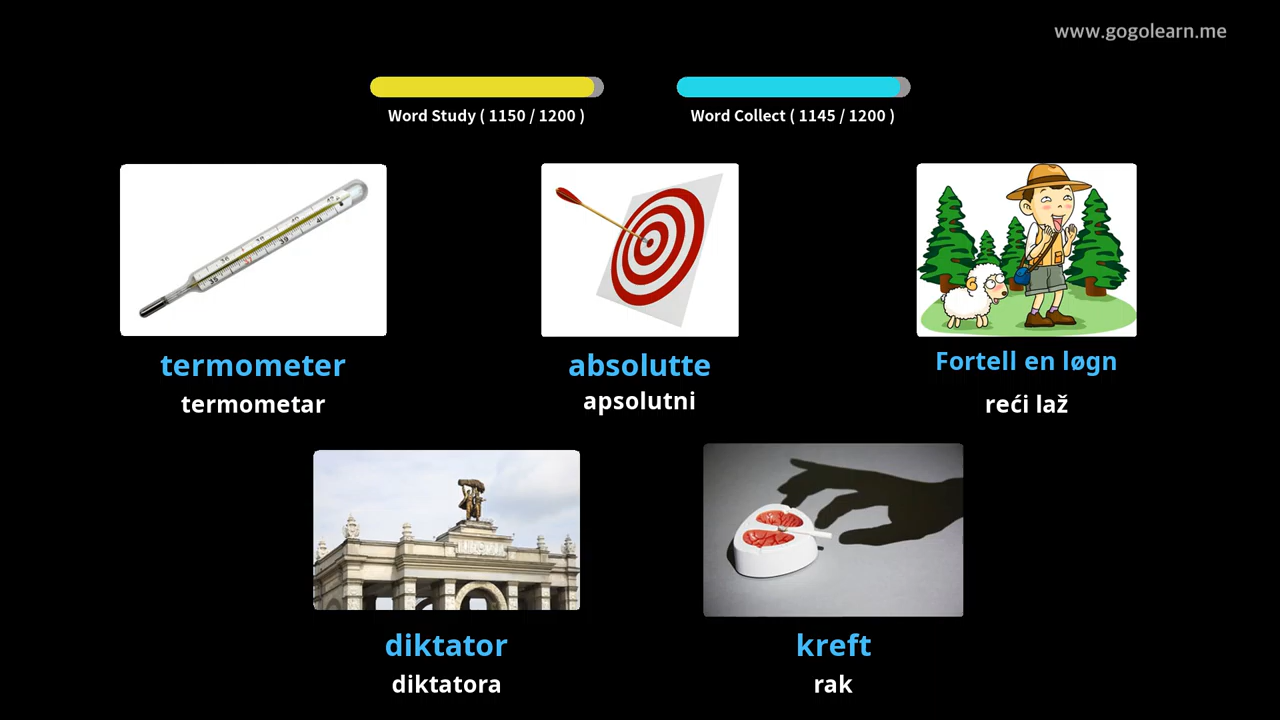 www.gogolearn.me
Word Study ( 1150 / 1200 )
Word Collect ( 1145 / 1200 )
termometer
termometar
absolutte
apsolutni
Fortell en løgn
reći laž
diktator
diktatora
kreft
rak